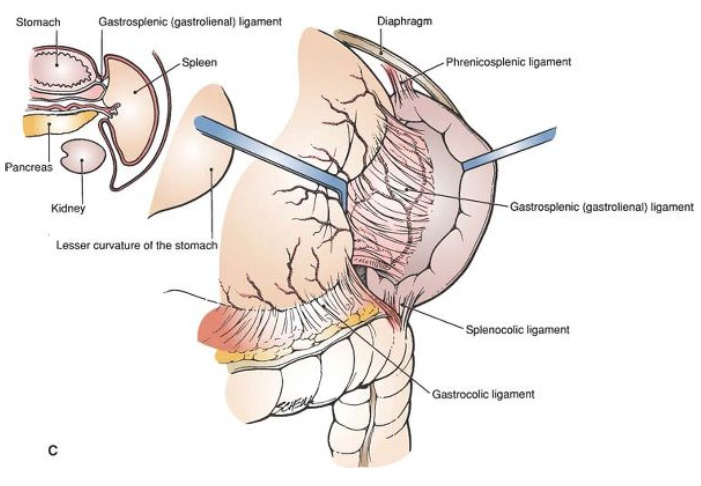 Stomach
Gastrosplenic (gastrolienal) ligament
Diaphragm
Spleen
Phrenicosplenic ligament
Pancreas
Kidney
Gastrosplenic (gastrolienal) ligament
Lesser curvature of the stomach
Splenocolic ligament
Gastrocolic ligament
C